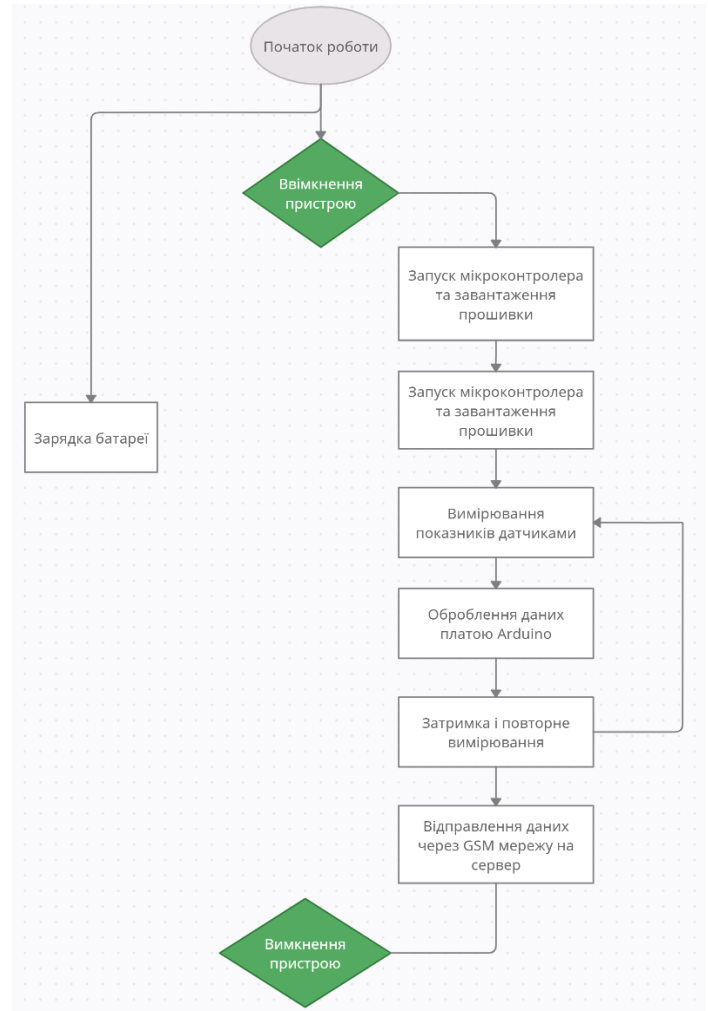 Початок роботи
Ввімкнення
пристрою
Запуск мікроконтролера
та завантаження
прошивки
Запуск мікроконтролера
та завантаження
прошивки
Зарядка батареї
Вимірювання
показників датчиками
Оброблення даних
платою Arduino
Затримка і повторне
вимірювання
Відправлення даних
через GSM мережу на
сервер
Вимкнення
пристрою